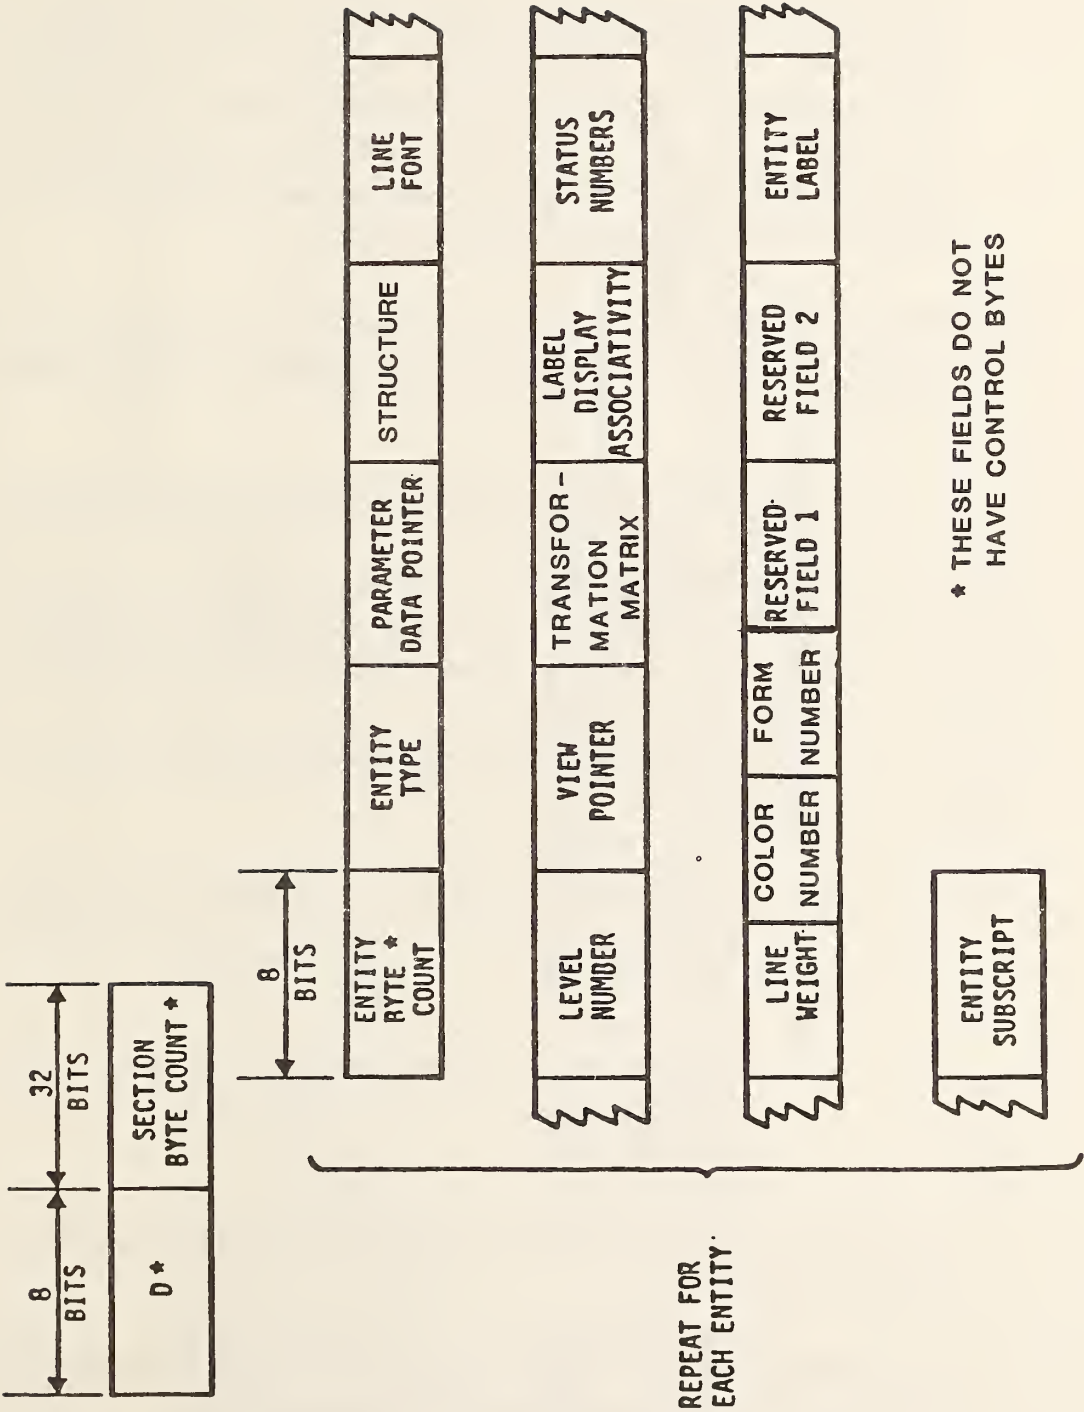 8
BITS
32
BITS
D*
SECTION
BYTE COUNT *
8
BITS
ENTITY
BYTE *
COUNT
ENTITY
TYPE
PARAMETER
DATA POINTER
STRUCTURE
LINE
FONT
LEVEL
NUMBER
VIEW
POINTER
TRANSFOR-
MATION
MATRIX
LABEL
DISPLAY
ASSOCIATIVITY
STATUS
NUMBERS
LINE
WEIGHT
COLOR
NUMBER
FORM
NUMBER
RESERVED
FIELD 1
RESERVED
FIELD 2
ENTITY
LABEL
ENTITY
SUBSCRIPT
REPEAT FOR
EACH ENTITY
* THESE FIELDS DO NOT
HAVE CONTROL BYTES